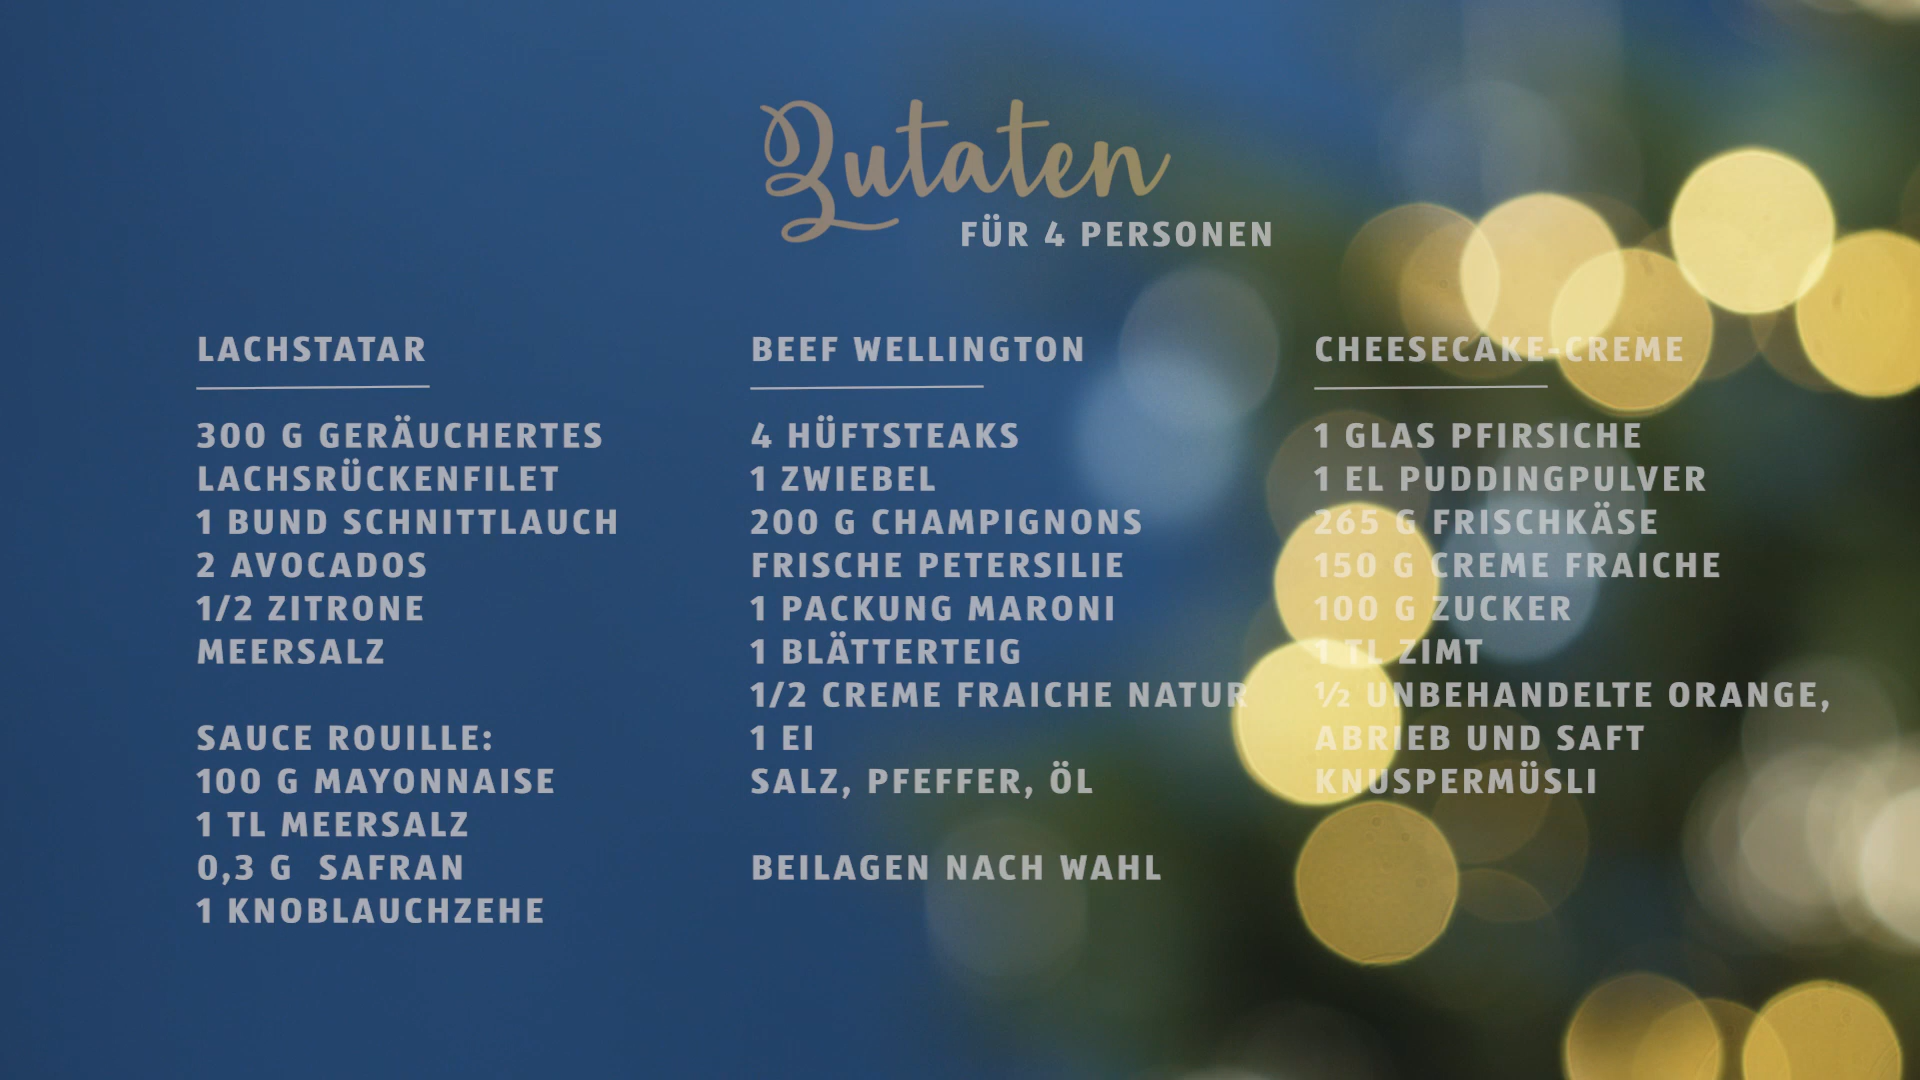 Zutaten
FÜR 4 PERSONEN
LACHSTATAR
300 G GERÄUCHERTES
LACHSRÜCKENFILET
1 BUND SCHNITTLAUCH
2 AVOCADOS
1/2 ZITRONE
MEERSALZ
SAUCE ROUILLE:
100 G MAYONNAISE
1 TL MEERSALZ
0,3 G  SAFRAN
1 KNOBLAUCHZEHE
BEEF WELLINGTON
4 HÜFTSTEAKS
1 ZWIEBEL
200 G CHAMPIGNONS
FRISCHE PETERSILIE
1 PACKUNG MARONI
1 BLÄTTERTEIG
1/2 CREME FRAICHE NATUR
1 EI
SALZ, PFEFFER, ÖL
BEILAGEN NACH WAHL
CHEESECAKE-CREME
1 GLAS PFIRSICHE
1 EL PUDDINGPULVER
265 G FRISCHKÄSE
150 G CREME FRAICHE
100 G ZUCKER
1 TL ZIMT
½ UNBEHANDELTE ORANGE,
ABRIEB UND SAFT
KNUSPERMÜSLI